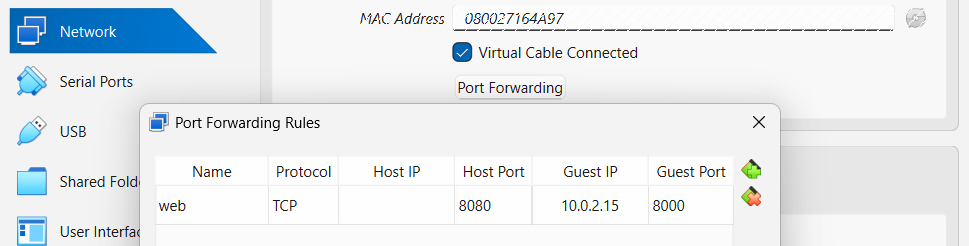 Network
MAC Address 080027164A97
Virtual Cable Connected
Serial Ports
Port Forwarding
Port Forwarding Rules
USB
Name Protocol Host IP Host Port Guest IP Guest Port
Shared Folde
web TCP 8080 10.0.2.15 8000
User Interfac